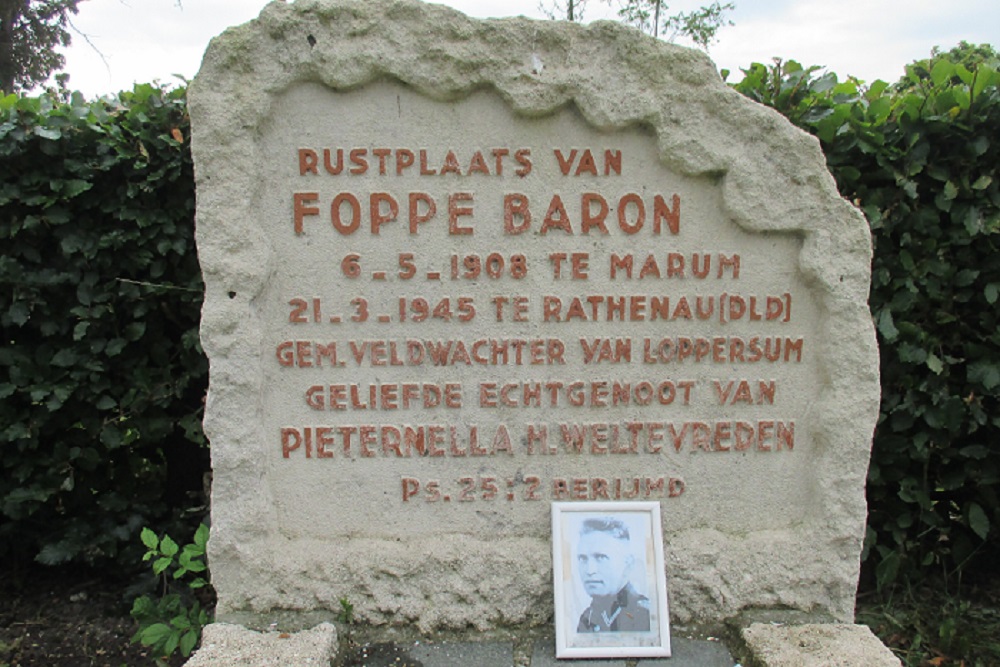 RUSTPLAATS VAN
FOPPE BARON
6-5-1908 TE MARUM
21-3-1945 TE RATHENAU(DLD)
GEM. VELDWACHTER VAN LOPPERSUM
GELIEFDE ECHTGENOOT VAN
PIETERNELLA H. WELTEVREDEN
PS. 25:2 BERIJMD